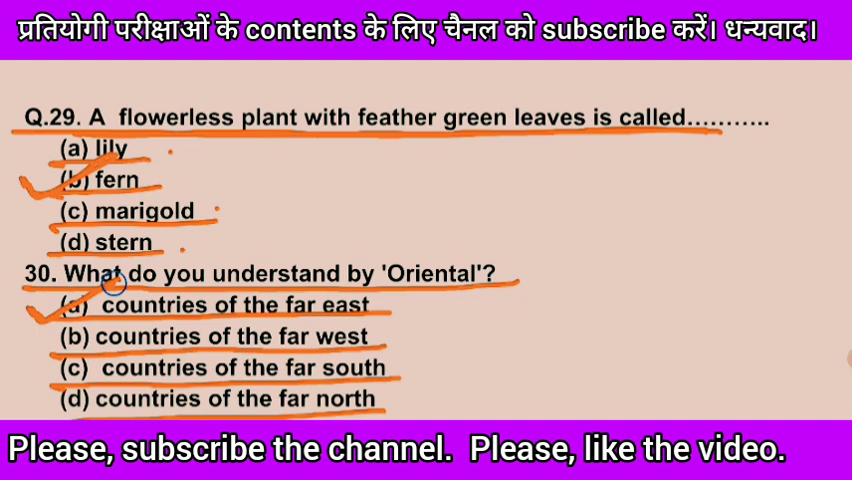 प्रतियोगी परीक्षाओं के contents के लिए चैनल को subscribe करें। धन्यवाद।
Q.29. A flowerless plant with feather green leaves is called...........
(a) lily
(b) fern
(c) marigold
(d) stern
30. What do you understand by 'Oriental'?
(a) countries of the far east
(b) countries of the far west
(c) countries of the far south
(d) countries of the far north
Please, subscribe the channel. Please, like the video.